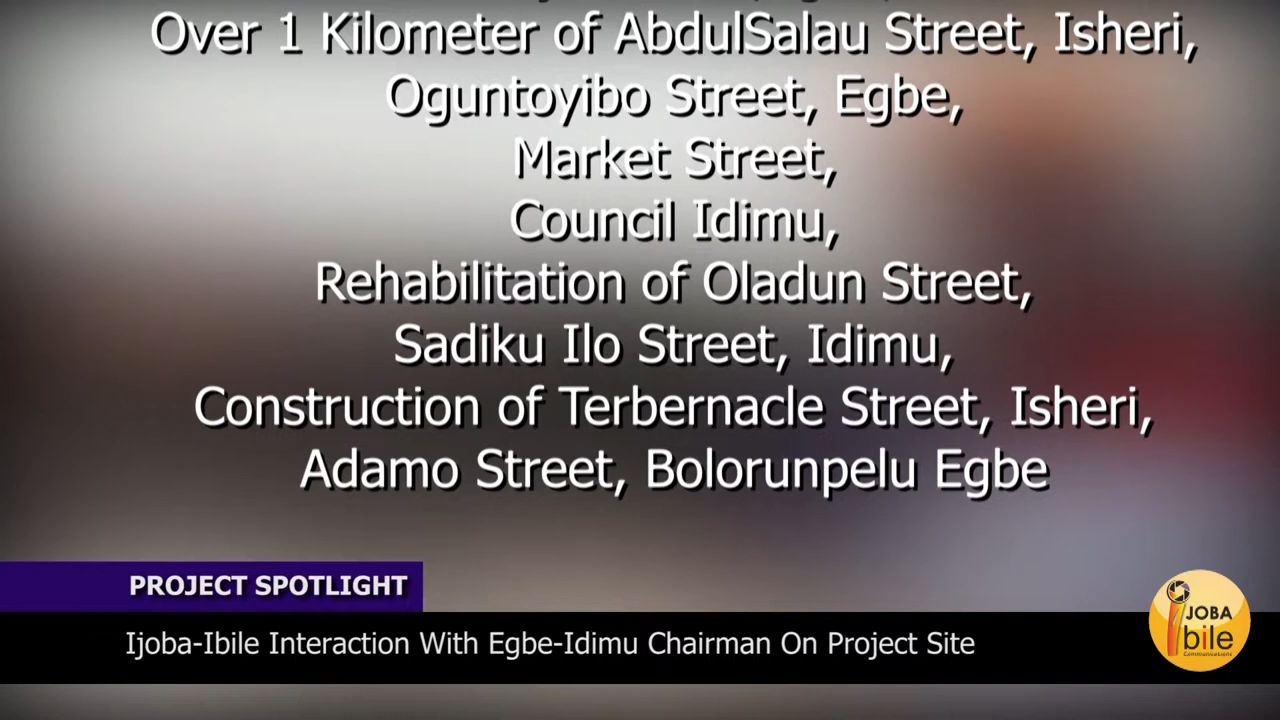 Over 1 Kilometer of AbdulSalau Street, Isheri,
Oguntoyibo Street, Egbe,
Market Street,
Council Idimu,
Rehabilitation of Oladun Street,
Sadiku Ilo Street, Idimu,
Construction of Terbernacle Street, Isheri,
Adamo Street, Bolorunpelu Egbe
PROJECT SPOTLIGHT
Ijoba-Ibile Interaction With Egbe-Idimu Chairman On Project Site
IJOBA
ibile
Communications